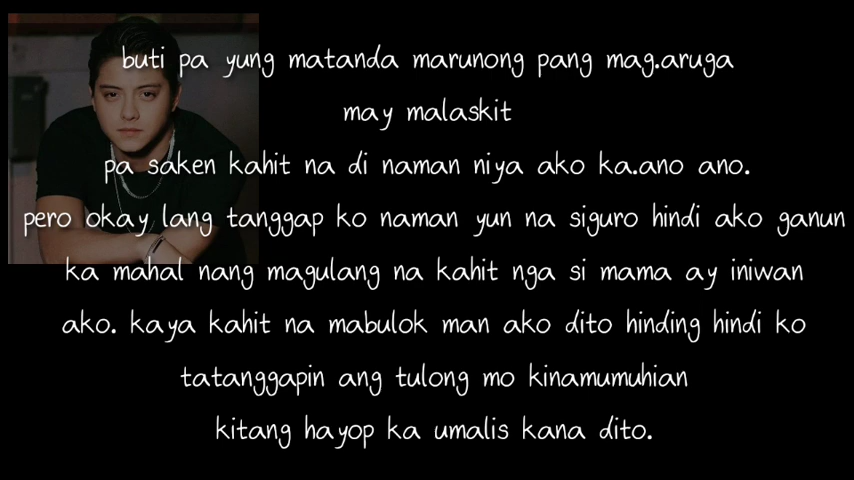 buti pa yung matanda marunong pang mag.aruga
may malaskit
pa saken kahit na di naman niya ako ka.ano ano.
pero okay lang tanggap ko naman yun na siguro hindi ako ganun
ka mahal nang magulang na kahit nga si mama ay iniwan
ako. kaya kahit na mabulok man ako dito hinding hindi ko
tatanggapin ang tulong mo kinamumuhian
kitang hayop ka umalis kana dito.